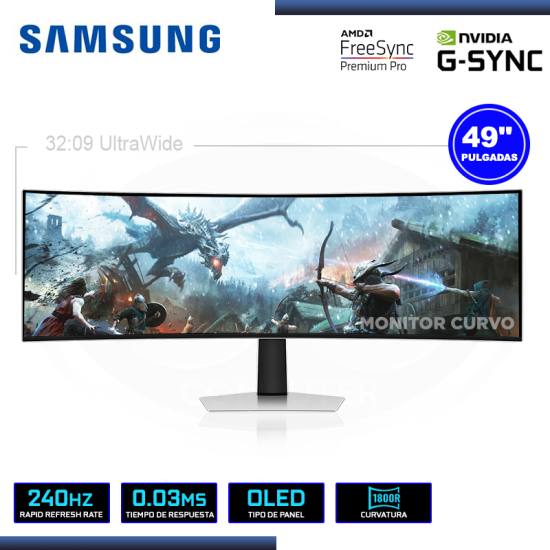 SAMSUNG
AMD
FreeSync
Premium Pro
NVIDIA
G-SYNC
32:09 UltraWide
49"
PULGADAS
MONITOR CURVO
240HZ
RAPID REFRESH RATE
0.03MS
TIEMPO DE RESPUESTA
OLED
TIPO DE PANEL
1800R
CURVATURA